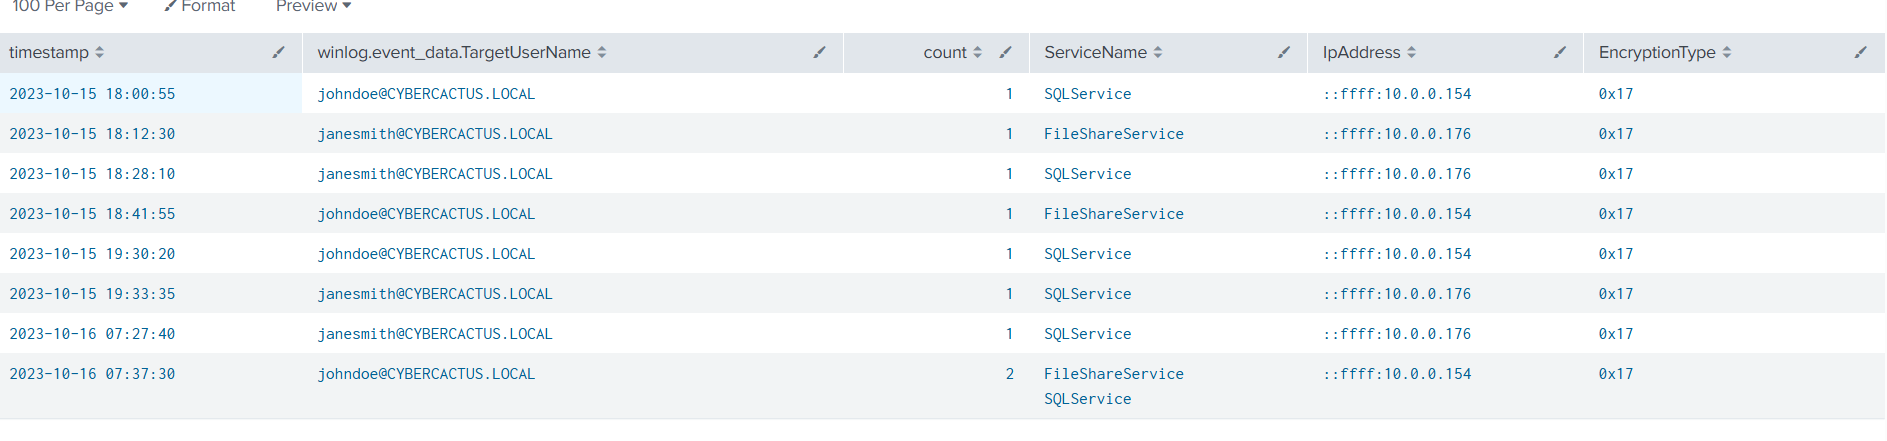 100 Per Page Format Preview
timestamp winlog.event_data.TargetUserName count ServiceName IpAddress EncryptionType
2023-10-15 18:00:55 johndoe@CYBERCACTUS.LOCAL 1 SQLService ::ffff:10.0.0.154 0x17
2023-10-15 18:12:30 janesmith@CYBERCACTUS.LOCAL 1 FileShareService ::ffff:10.0.0.176 0x17
2023-10-15 18:28:10 janesmith@CYBERCACTUS.LOCAL 1 SQLService ::ffff:10.0.0.176 0x17
2023-10-15 18:41:55 johndoe@CYBERCACTUS.LOCAL 1 FileShareService ::ffff:10.0.0.154 0x17
2023-10-15 19:30:20 johndoe@CYBERCACTUS.LOCAL 1 SQLService ::ffff:10.0.0.154 0x17
2023-10-15 19:33:35 janesmith@CYBERCACTUS.LOCAL 1 SQLService ::ffff:10.0.0.176 0x17
2023-10-16 07:27:40 janesmith@CYBERCACTUS.LOCAL 1 SQLService ::ffff:10.0.0.176 0x17
2023-10-16 07:37:30 johndoe@CYBERCACTUS.LOCAL 2 FileShareService ::ffff:10.0.0.154 0x17
SQLService